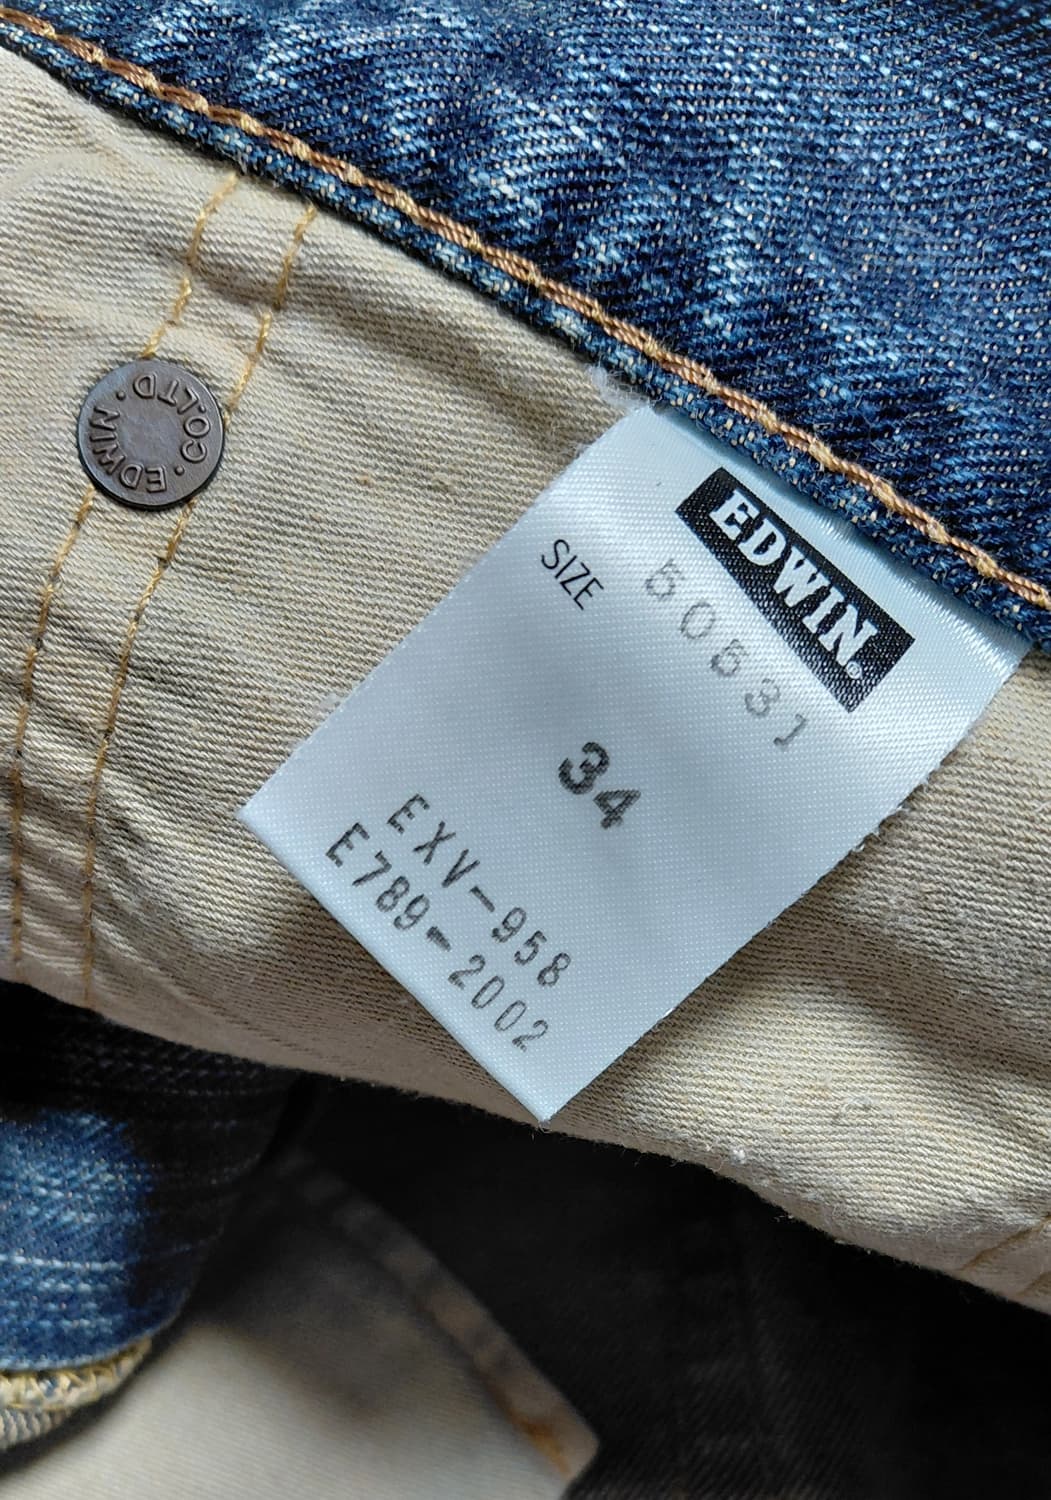 EDWIN CO.,LTD.
EDWIN®
SIZE
50531
34
EXV-958
E789-2002